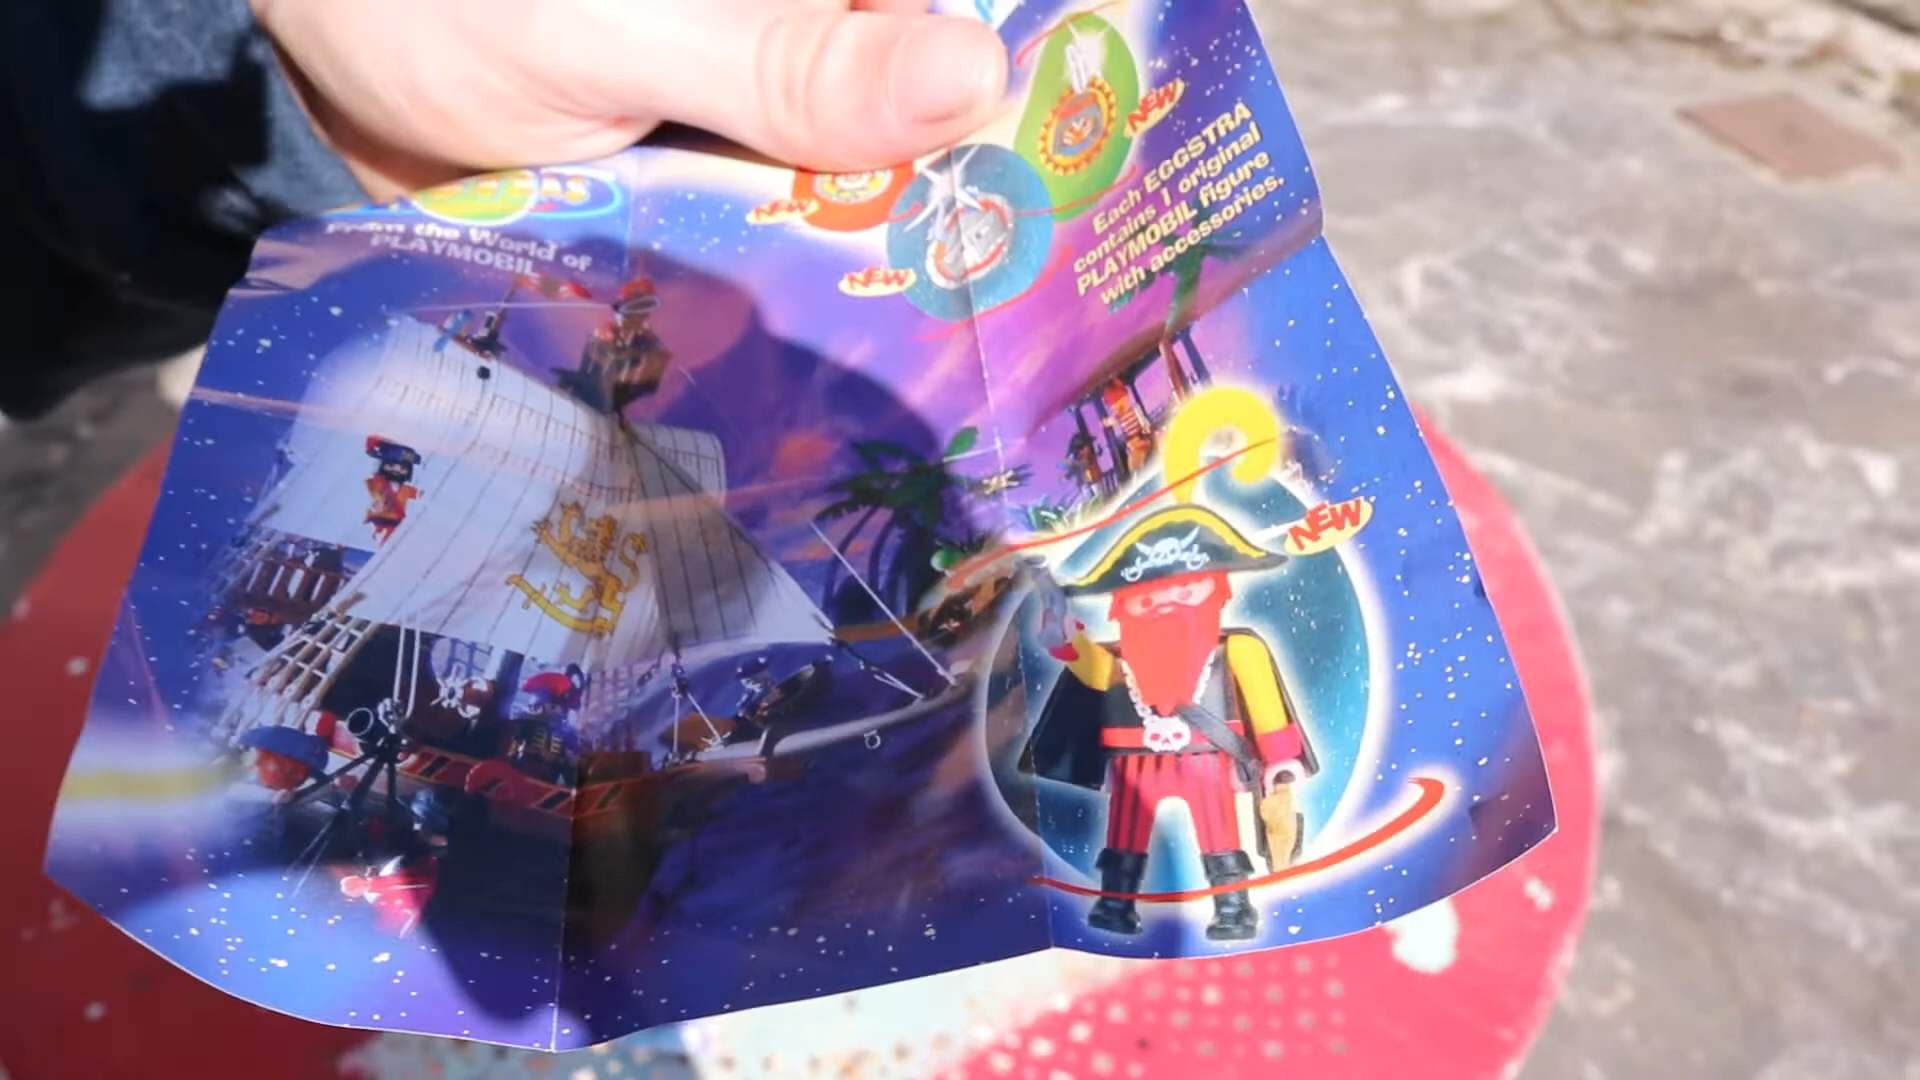 From the World of
PLAYMOBIL
NEW
NEW
NEW
Each EGGSTRA
contains 1 original
PLAYMOBIL figure
with accessories.
NEW